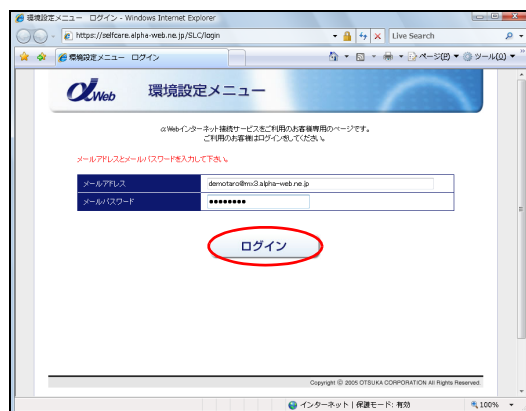 環境設定メニュー ログイン - Windows Internet Explorer
https://selfcare.alpha-web.ne.jp/SLC/login
Live Search
環境設定メニュー ログイン
ページ(P)
ツール(O)
αWeb
環境設定メニュー
αWebインターネット接続サービスをご利用のお客様専用のページです。
ご利用のお客様はログインをしてください。
メールアドレスとメールパスワードを入力して下さい。
メールアドレス
demotaro@mx3.alpha-web.ne.jp
メールパスワード
●●●●●●●●
ログイン
Copyright © 2005 OTSUKA CORPORATION All Rights Reserved.
インターネット | 保護モード: 有効
100%